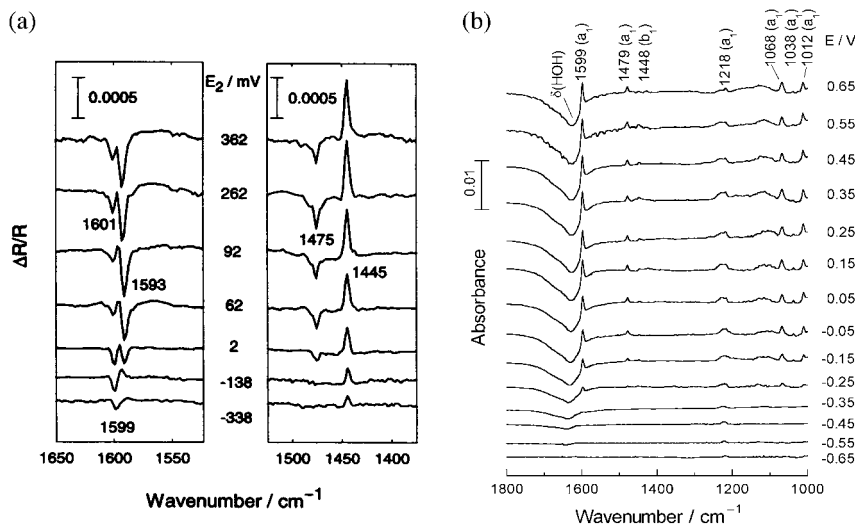 (a)
0.0005
E₂ / mV
0.0005
362
262
1601
1475
92
1593
1445
62
2
-138
1599
-338
ΔR/R
1650 1600 1550
1500 1450 1400
Wavenumber / cm⁻¹
(b)
δ(HOH)
1599 (a₁)
1479 (a₁)
1448 (b₁)
1218 (a₁)
1068 (a₁)
1038 (a₁)
1012 (a₁)
E / V
0.65
0.55
0.45
0.01
0.35
0.25
0.15
0.05
-0.05
-0.15
-0.25
-0.35
-0.45
-0.55
-0.65
Absorbance
1800 1600 1400 1200 1000
Wavenumber / cm⁻¹